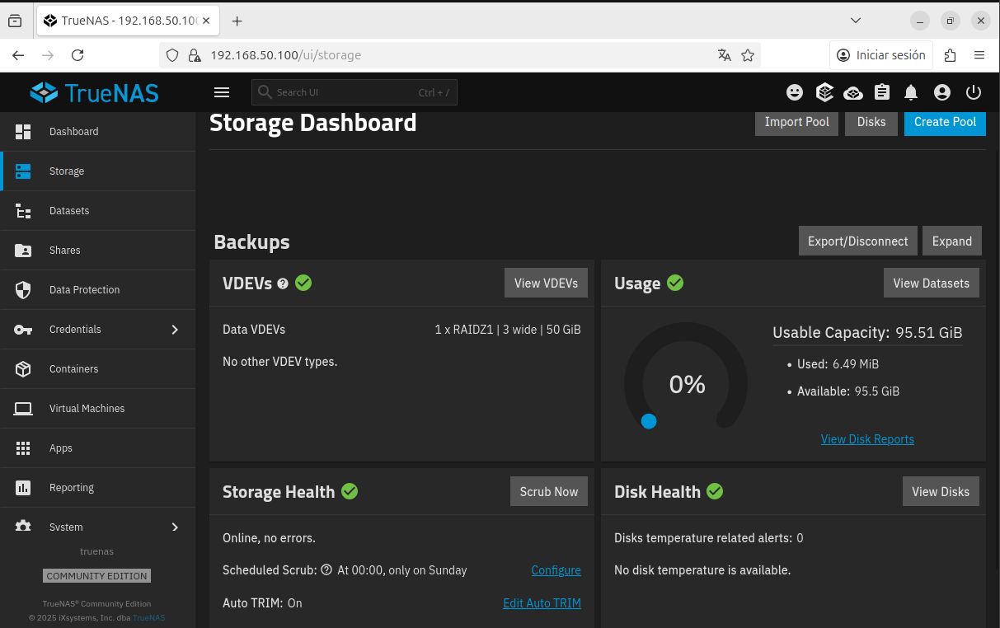 TrueNAS - 192.168.50.100
192.168.50.100/ui/storage
Iniciar sesión
TrueNAS
Search UI
Ctrl + /
Storage Dashboard
Import Pool
Disks
Create Pool
Dashboard
Storage
Datasets
Shares
Data Protection
Credentials
Containers
Virtual Machines
Apps
Reporting
System
truenas
COMMUNITY EDITION
TrueNAS® Community Edition
© 2025 iXsystems, Inc. dba TrueNAS
Backups
Export/Disconnect
Expand
VDEVs
View VDEVs
Data VDEVs 1 x RAIDZ1 | 3 wide | 50 GiB
No other VDEV types.
Usage
View Datasets
0%
Usable Capacity: 95.51 GiB
• Used: 6.49 MiB
• Available: 95.5 GiB
View Disk Reports
Storage Health
Scrub Now
Online, no errors.
Scheduled Scrub: At 00:00, only on Sunday Configure
Auto TRIM: On Edit Auto TRIM
Disk Health
View Disks
Disks temperature related alerts: 0
No disk temperature is available.